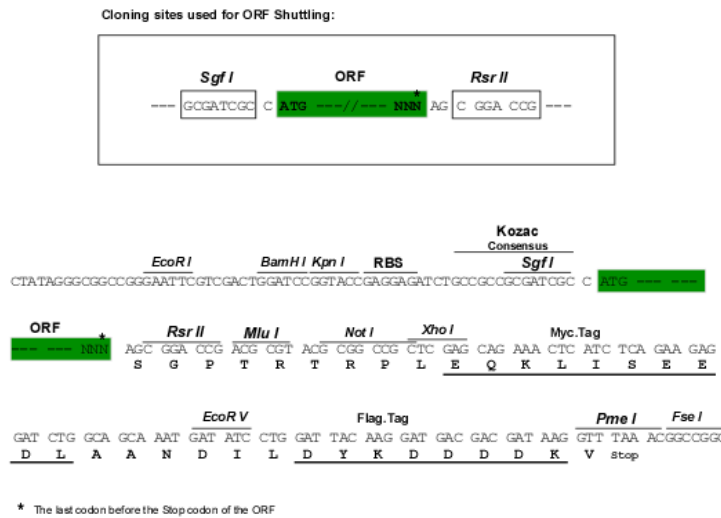 Cloning sites used for ORF Shuttling:
Sgf I ORF Rsr II
*
--- GCGATCGC C ATG ---//--- NNN AG C GGA CCG ---
Kozac
Consensus
EcoR I BamH I Kpn I RBS Sgf I
CTATAGGGCGGCCGGGAATTCGTCGACTGGATCCGGTACCGAGGAGATCTGCCGCCGCGATCGC C ATG --- ---
ORF
* Rsr II Mlu I Not I Xho I Myc.Tag
--- --- NNN AGC GGA CCG ACG CGT ACG CGG CCG CTC GAG CAG AAA CTC ATC TCA GAA GAG
S G P T R T R P L E Q K L I S E E
EcoR V Flag.Tag Pme I Fse I
GAT CTG GCA GCA AAT GAT ATC CTG GAT TAC AAG GAT GAC GAC GAT AAG GTT TAA ACGGCCGGC
D L A A N D I L D Y K D D D D K V Stop
* The last codon before the Stop codon of the ORF